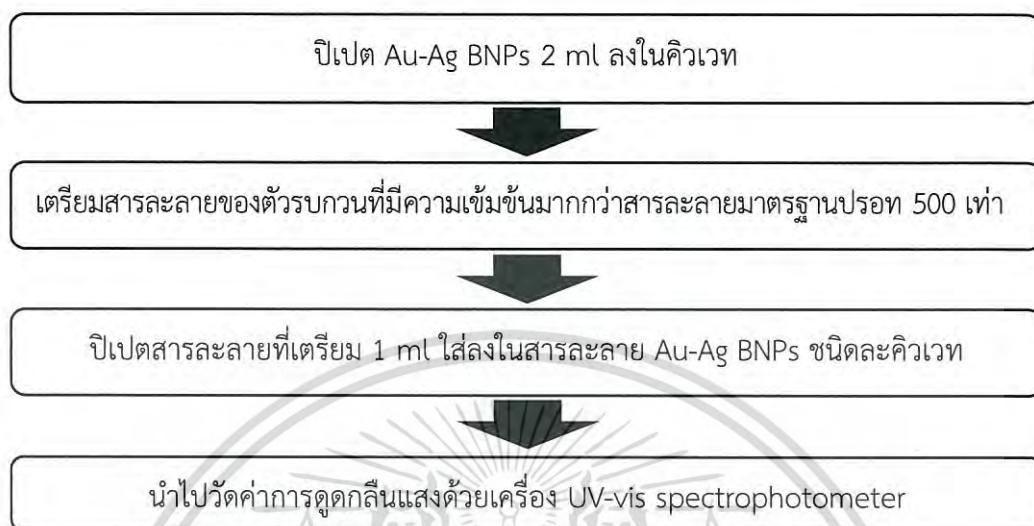 ปิเปต Au-Ag BNPs 2 ml ลงในคิวเวท
เตรียมสารละลายของตัวรบกวนที่มีความเข้มข้นมากกว่าสารละลายมาตรฐานปรอท 500 เท่า
ปิเปตสารละลายที่เตรียม 1 ml ใส่ลงในสารละลาย Au-Ag BNPs ชนิดละคิวเวท
นำไปวัดค่าการดูดกลืนแสงด้วยเครื่อง UV-vis spectrophotometer